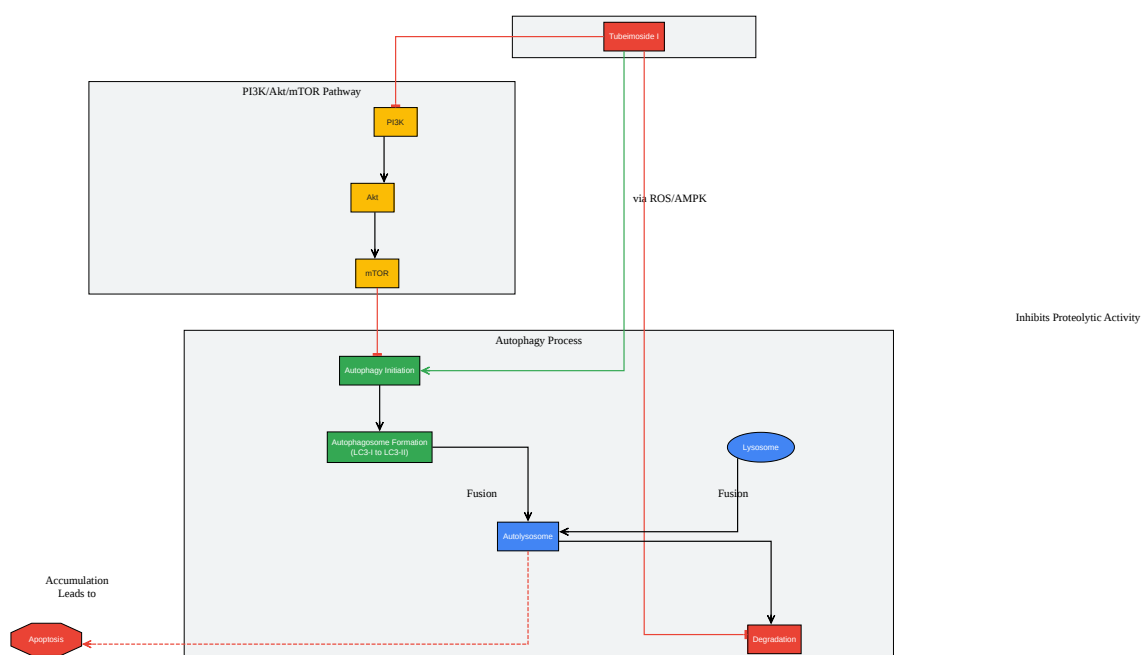 Tubeimoside I
PI3K/Akt/mTOR Pathway
PI3K
Akt
via ROS/AMPK
mTOR
Inhibits Proteolytic Activity
Autophagy Process
Autophagy Initiation
Autophagosome Formation
(LC3-I to LC3-II)
Lysosome
Fusion
Fusion
Autolysosome
Accumulation
Leads to
Apoptosis
Degradation